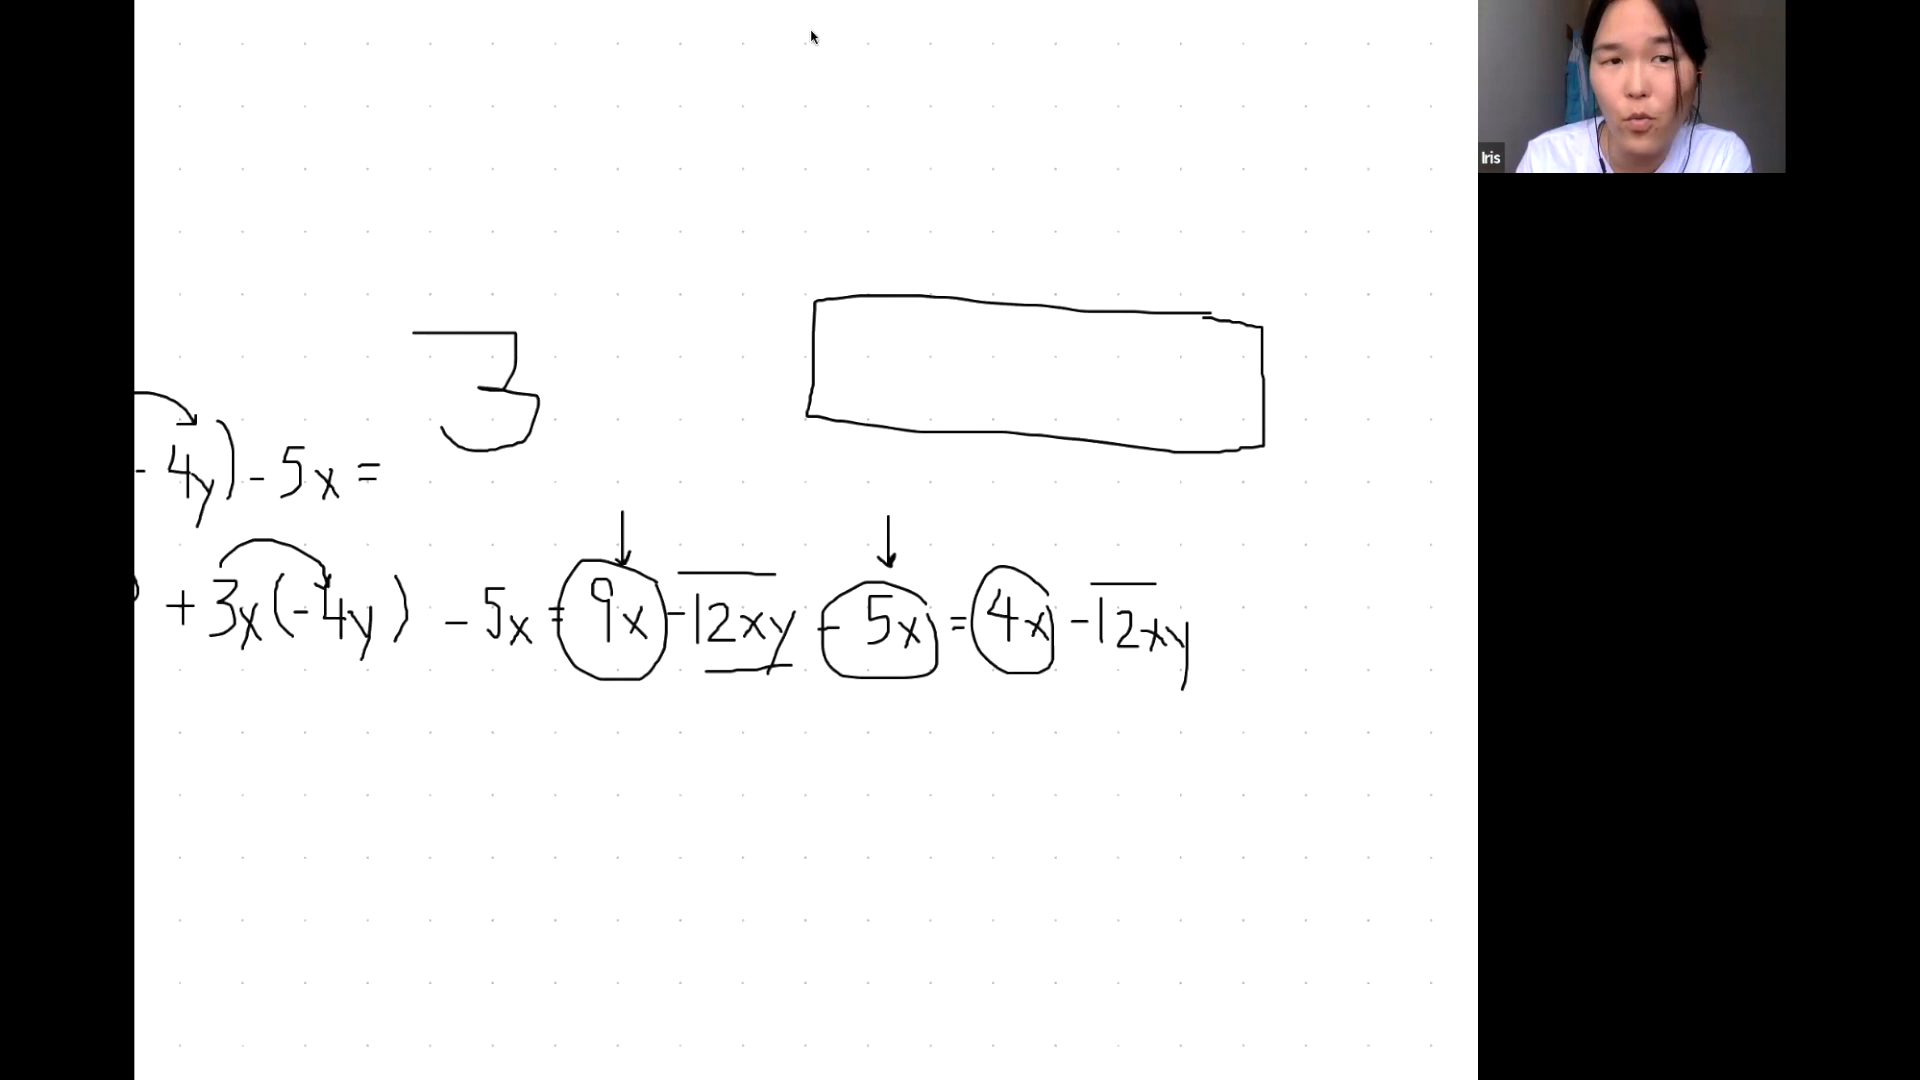 Iris
3
- 4y) - 5x =
+ 3x(-4y) - 5x = 9x - 12xy - 5x = 4x - 12xy